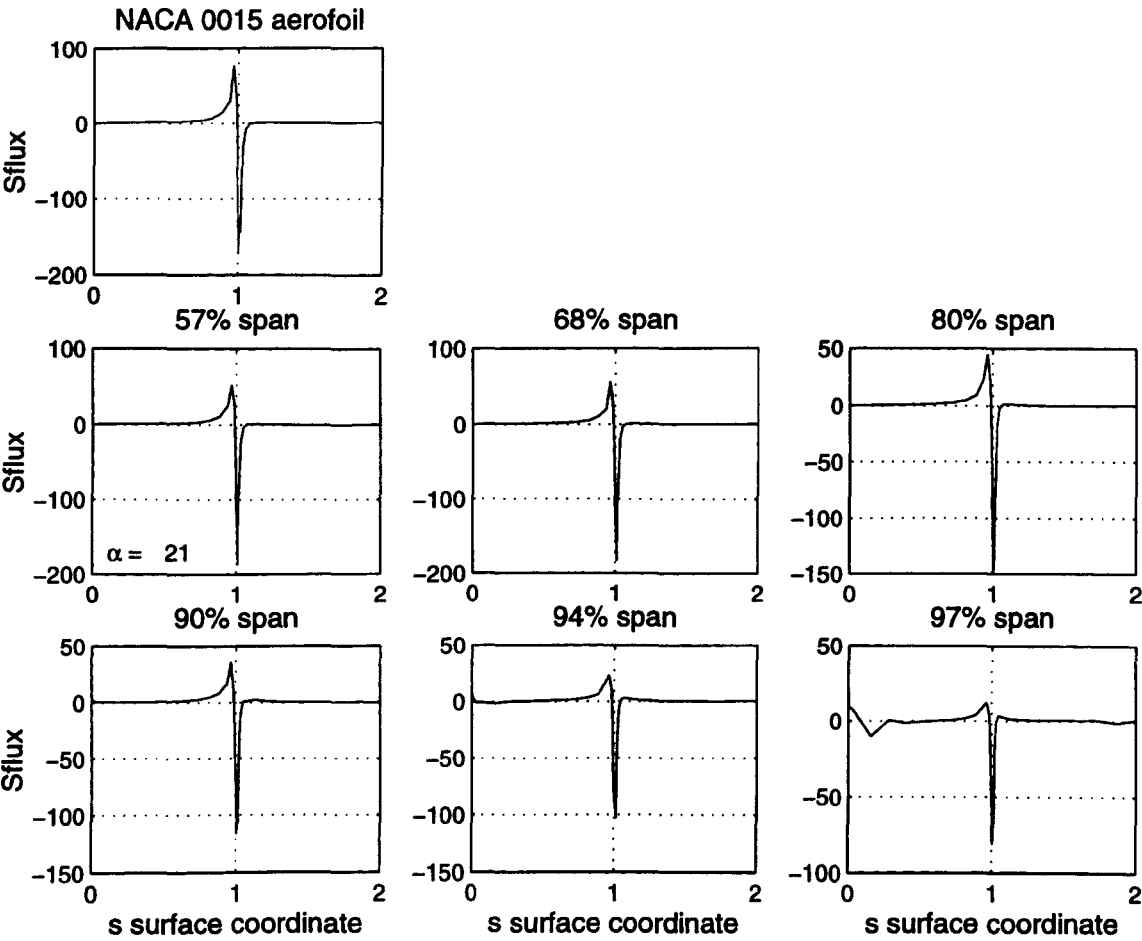 NACA 0015 aerofoil
100
0
−100
−200
Sflux
0 1 2
57% span
68% span
80% span
100
0
−100
−200
Sflux
α = 21
0 1 2
100
0
−100
−200
0 1 2
50
0
−50
−100
−150
0 1 2
90% span
94% span
97% span
50
0
−50
−100
−150
Sflux
0 1 2
s surface coordinate
50
0
−50
−100
−150
0 1 2
s surface coordinate
50
0
−50
−100
0 1 2
s surface coordinate